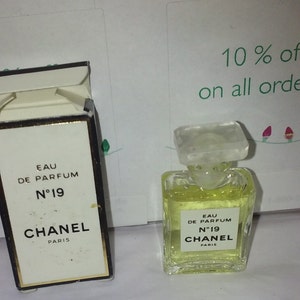 10 % of
on all orde
EAU
DE PARFUM
N°19
CHANEL
PARIS
EAU
DE PARFUM
N°19
CHANEL
PARIS